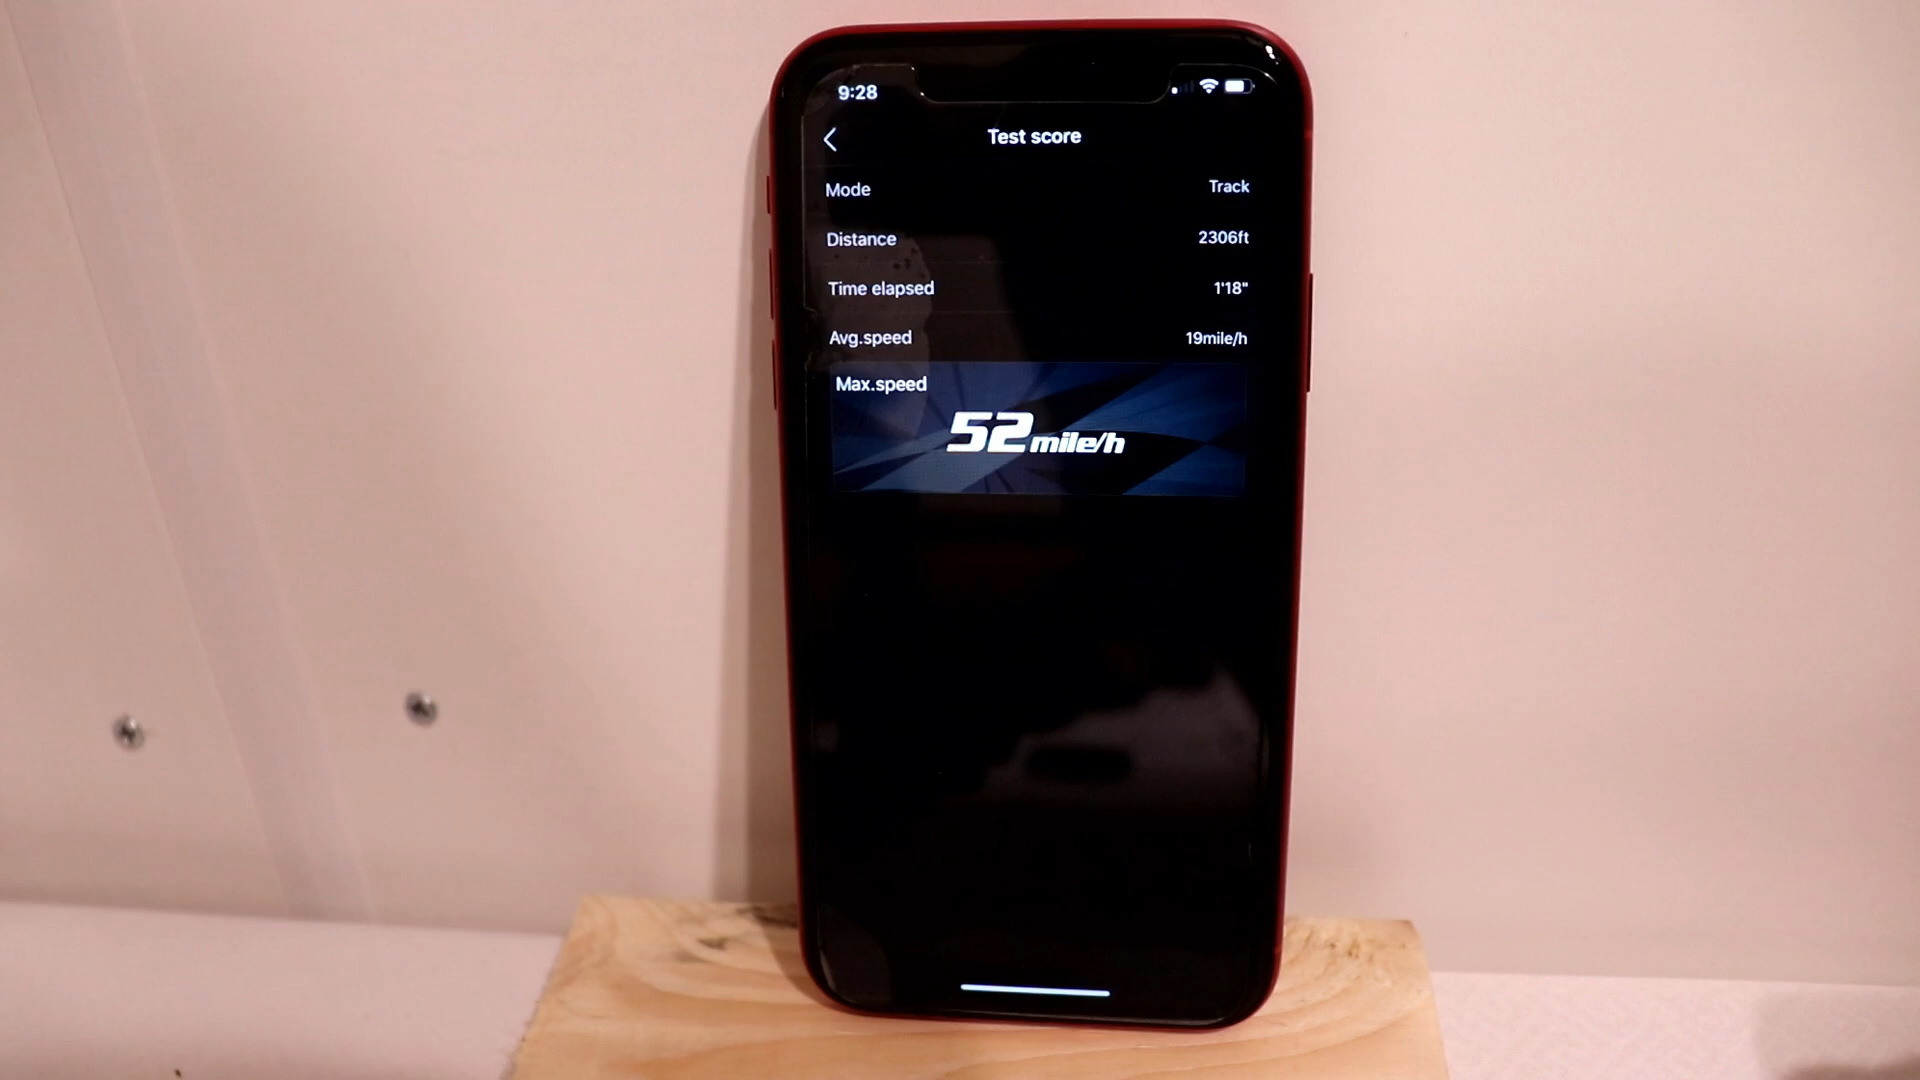 9:28
Test score
Mode Track
Distance 2306ft
Time elapsed 1'18"
Avg.speed 19mile/h
Max.speed
52mile/h